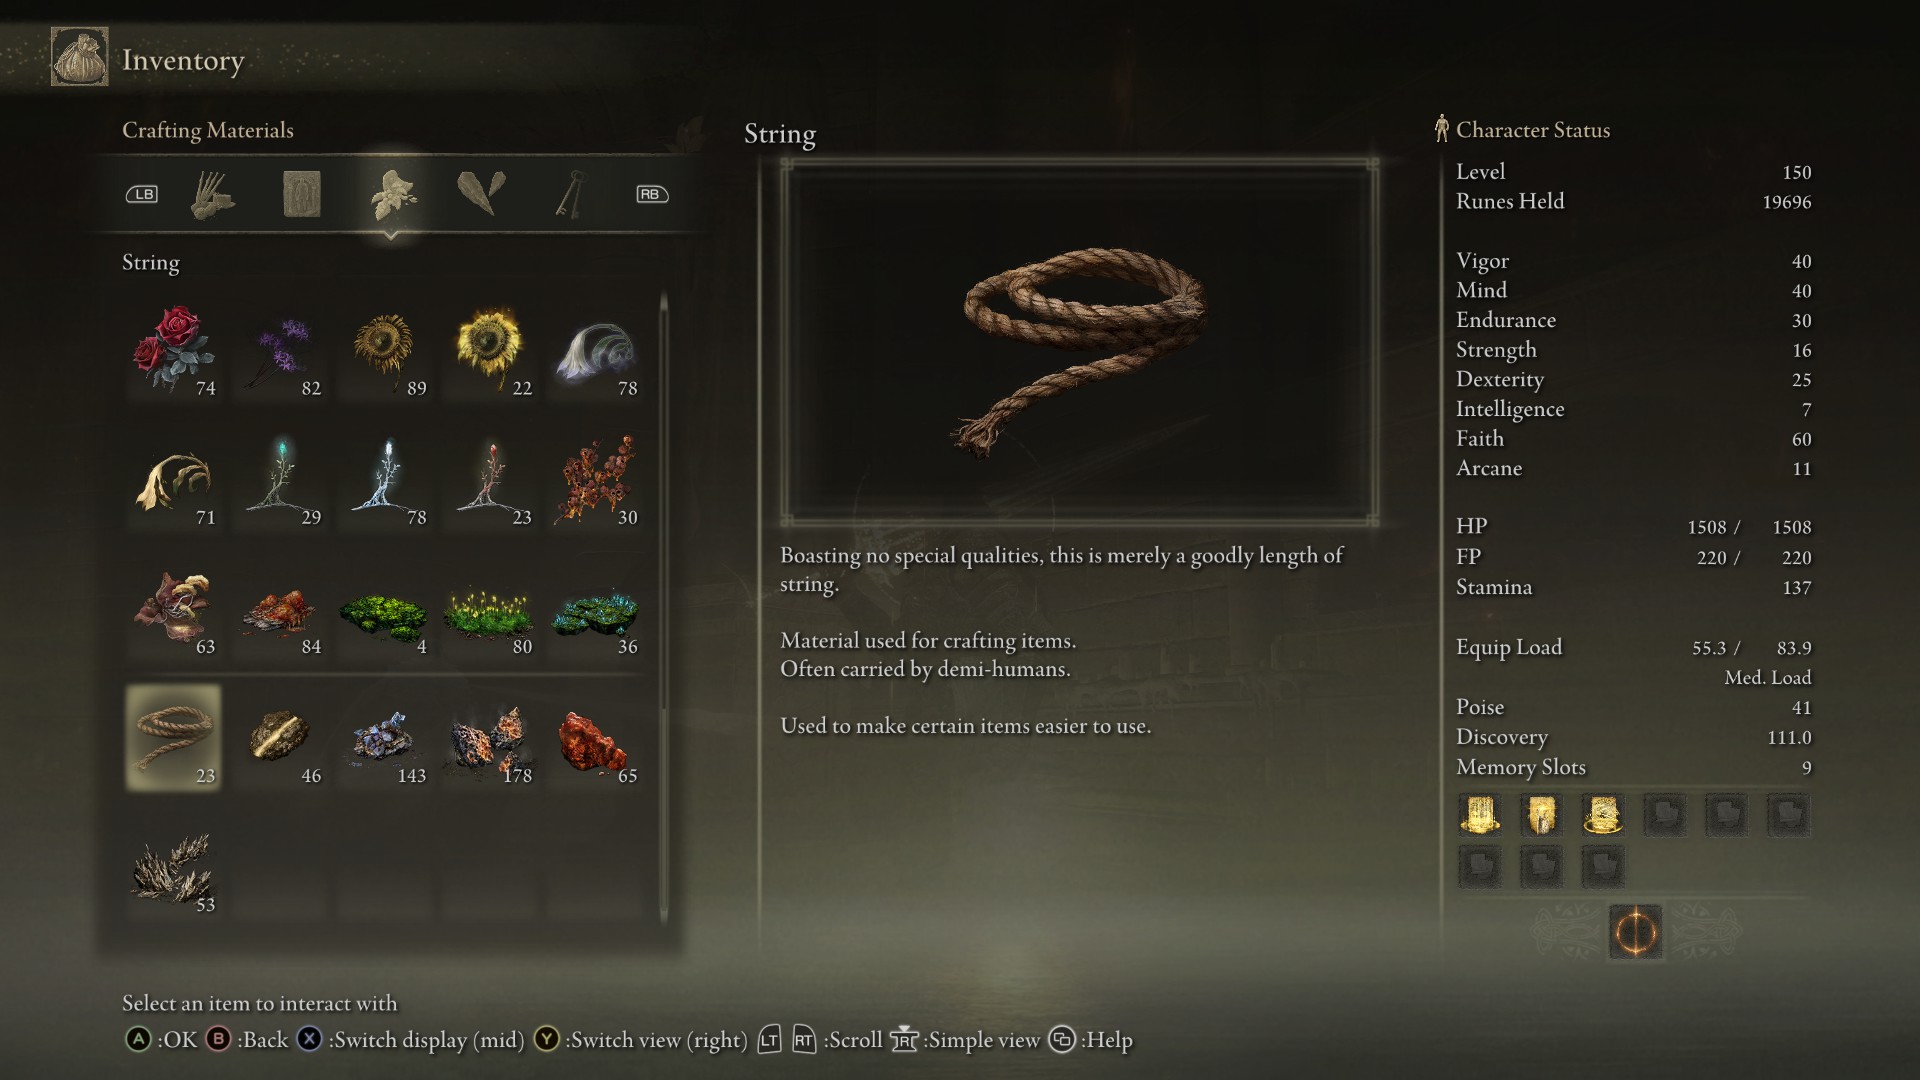 Inventory
Crafting Materials
LB
RB
String
74 82 89 22 78
71 29 78 23 30
63 84 4 80 36
23 46 143 178 65
53
String
Boasting no special qualities, this is merely a goodly length of
string.
Material used for crafting items.
Often carried by demi-humans.
Used to make certain items easier to use.
Character Status
Level 150
Runes Held 19696
Vigor 40
Mind 40
Endurance 30
Strength 16
Dexterity 25
Intelligence 7
Faith 60
Arcane 11
HP 1508 / 1508
FP 220 / 220
Stamina 137
Equip Load 55.3 / 83.9
Med. Load
Poise 41
Discovery 111.0
Memory Slots 9
Select an item to interact with
A :OK B :Back X :Switch display (mid) Y :Switch view (right) LT RT :Scroll R :Simple view :Help